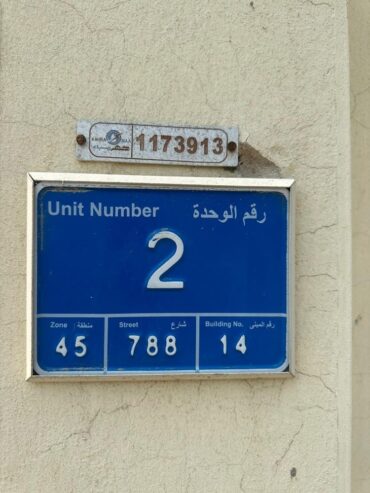 1173913
Unit Number رقم الوحدة
2
Zone منطقة Street شارع Building No. رقم المبنى
45 788 14